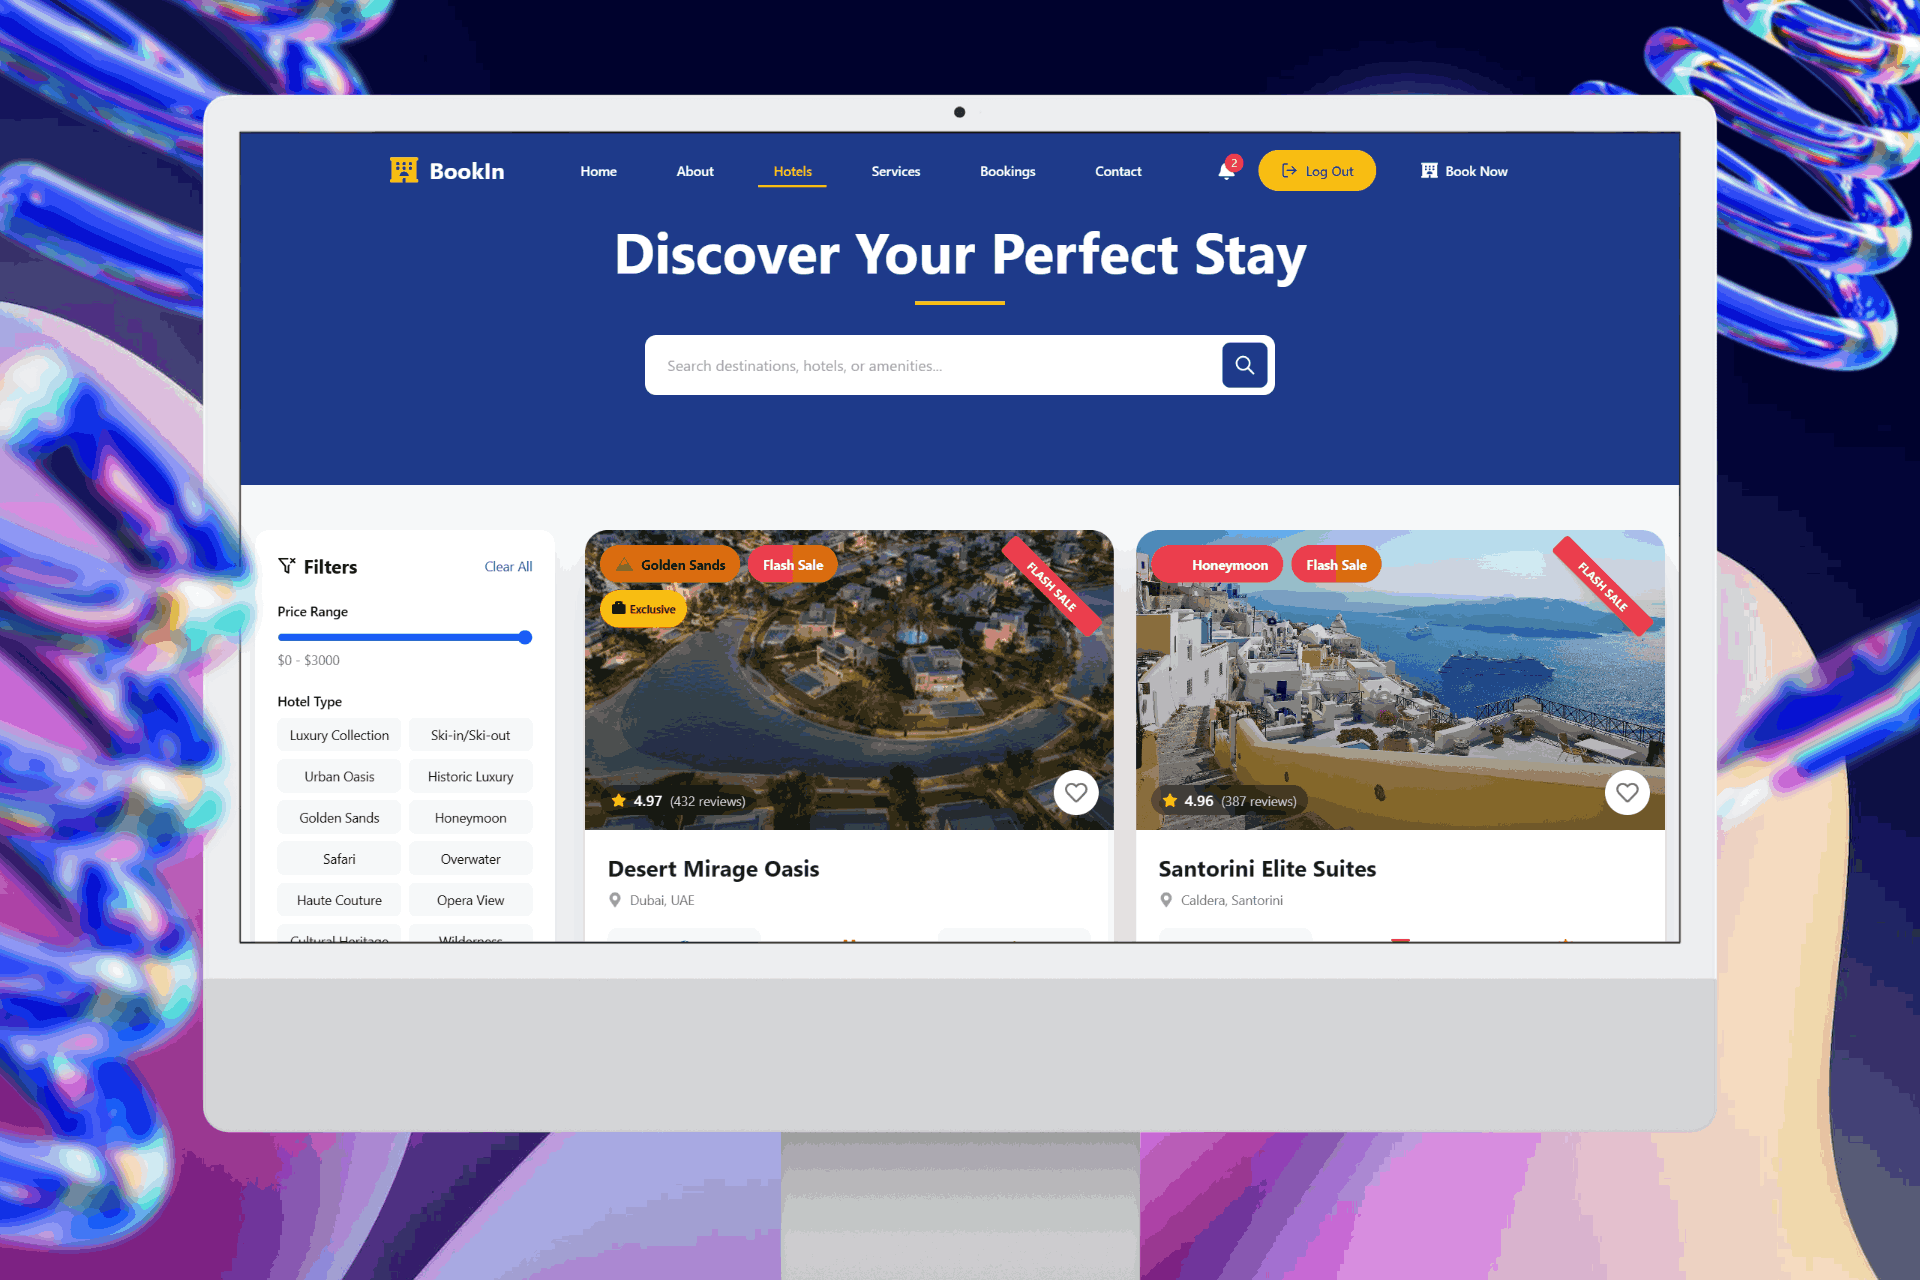 BookIn
Home About Hotels Services Bookings Contact 2 Log Out Book Now
Discover Your Perfect Stay
Search destinations, hotels, or amenities...
Filters Clear All
Price Range
$0 - $3000
Hotel Type
Luxury Collection Ski-in/Ski-out
Urban Oasis Historic Luxury
Golden Sands Honeymoon
Safari Overwater
Haute Couture Opera View
Cultural Heritage Wilderness
Golden Sands Flash Sale
FLASH SALE
Exclusive
4.97 (432 reviews)
Desert Mirage Oasis
Dubai, UAE
Honeymoon Flash Sale
FLASH SALE
4.96 (387 reviews)
Santorini Elite Suites
Caldera, Santorini